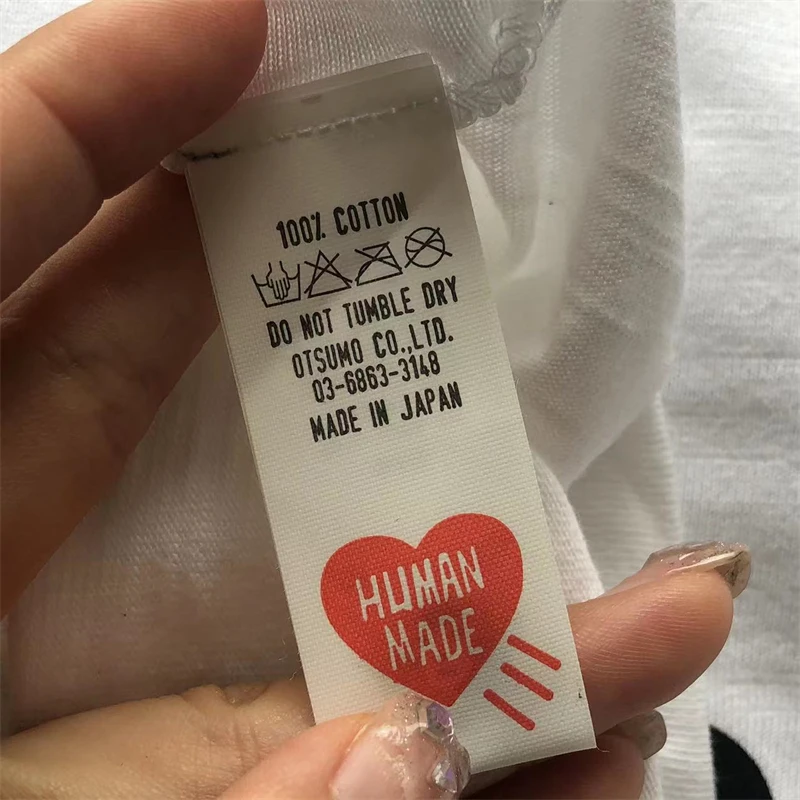 100% COTTON
DO NOT TUMBLE DRY
OTSUMO CO.,LTD.
03-6863-3148
MADE IN JAPAN
HUMAN
MADE